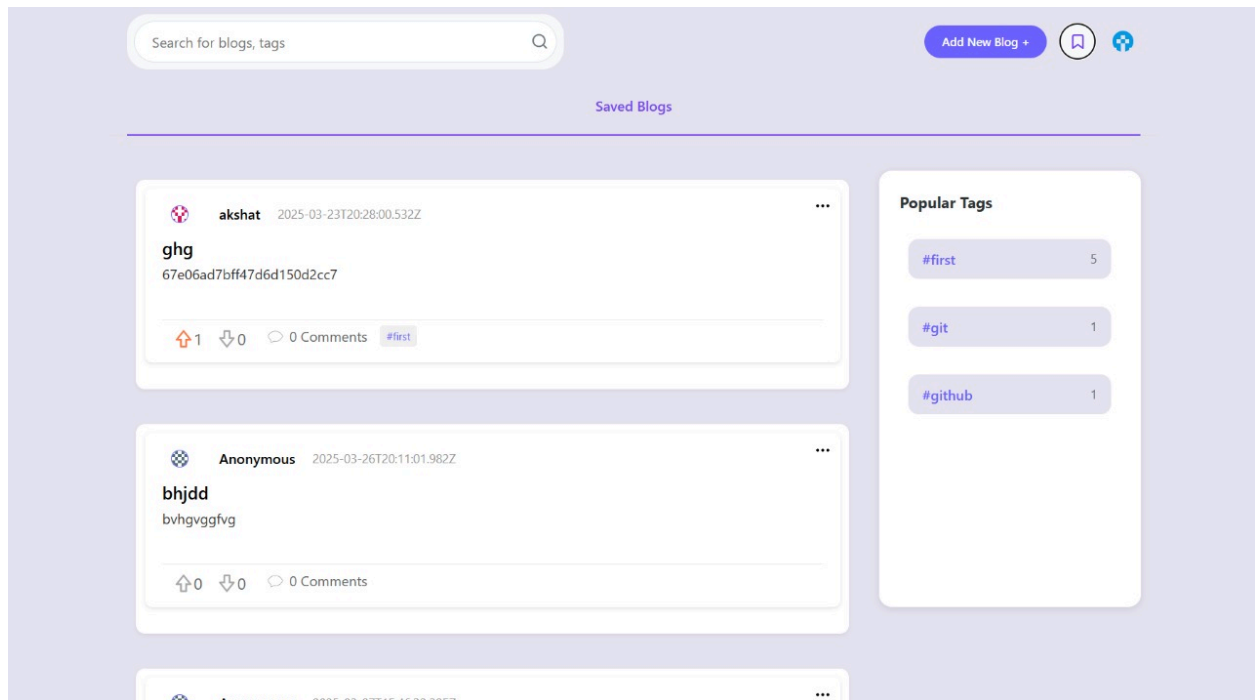 Search for blogs, tags
Add New Blog +
Saved Blogs
akshat 2025-03-23T20:28:00.532Z
ghg
67e06ad7bff47d6d150d2cc7
1 0 0 Comments #first
Anonymous 2025-03-26T20:11:01.982Z
bhjdd
bvhgvggfvg
0 0 0 Comments
Popular Tags
#first 5
#git 1
#github 1